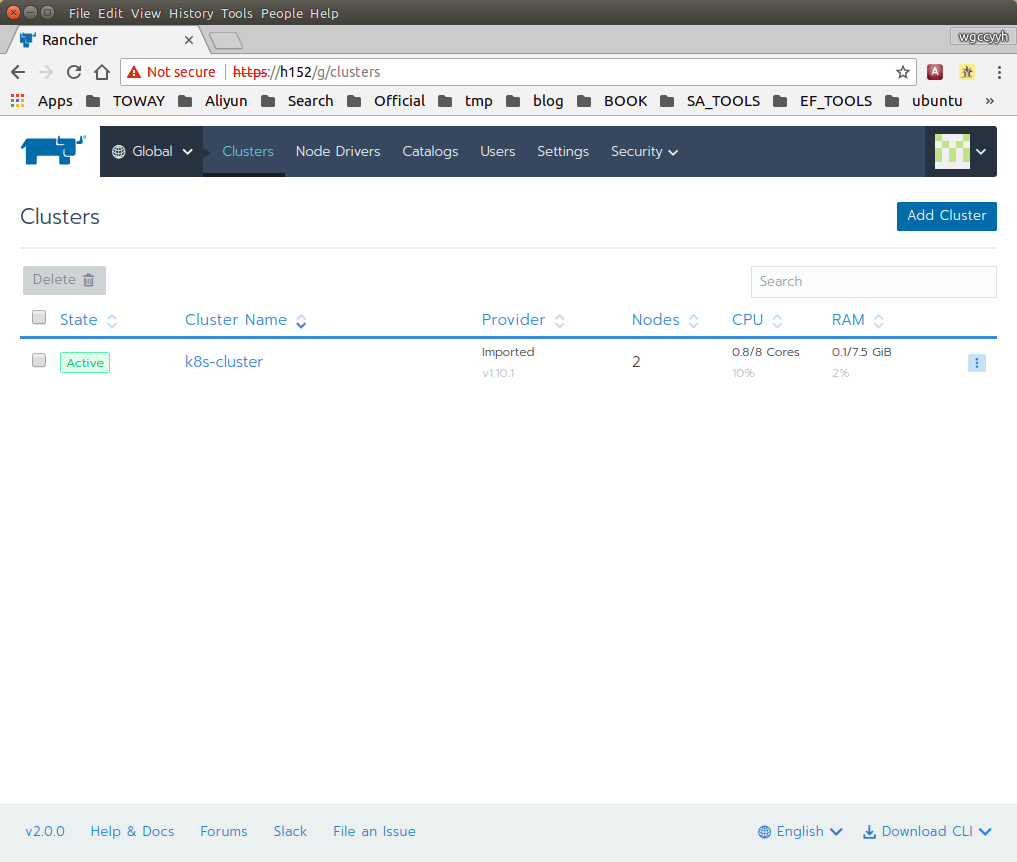 File Edit View History Tools People Help
Rancher
wgccyyh
Not secure https://h152/g/clusters
A
Apps TOWAY Aliyun Search Official tmp blog BOOK SA_TOOLS EF_TOOLS ubuntu »
Global Clusters Node Drivers Catalogs Users Settings Security
Clusters
Add Cluster
Delete
Search
State Cluster Name Provider Nodes CPU RAM
Active k8s-cluster Imported 2 0.8/8 Cores 0.1/7.5 GiB
v1.10.1 10% 2%
v2.0.0 Help & Docs Forums Slack File an Issue English Download CLI